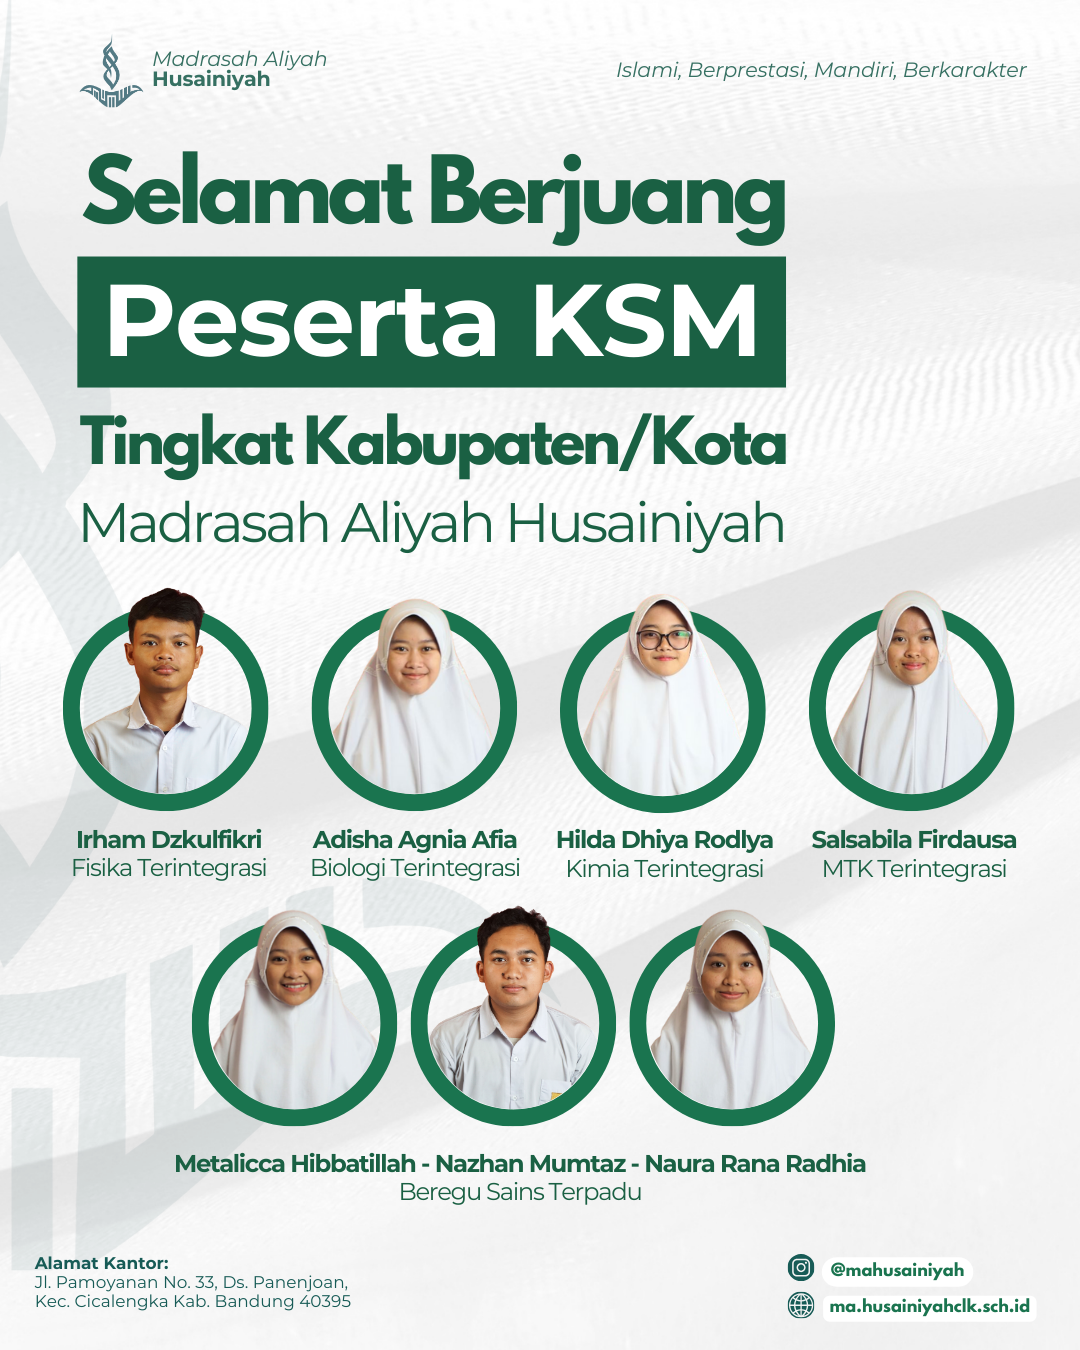 Madrasah Aliyah
Husainiyah
Islami, Berprestasi, Mandiri, Berkarakter
Selamat Berjuang
Peserta KSM
Tingkat Kabupaten/Kota
Madrasah Aliyah Husainiyah
Irham Dzkulfikri
Fisika Terintegrasi
Adisha Agnia Afia
Biologi Terintegrasi
Hilda Dhiya Rodlya
Kimia Terintegrasi
Salsabila Firdausa
MTK Terintegrasi
Metalicca Hibbatillah - Nazhan Mumtaz - Naura Rana Radhia
Beregu Sains Terpadu
Alamat Kantor:
Jl. Pamoyanan No. 33, Ds. Panenjoan,
Kec. Cicalengka Kab. Bandung 40395
@mahusainiyah
ma.husainiyahclk.sch.id